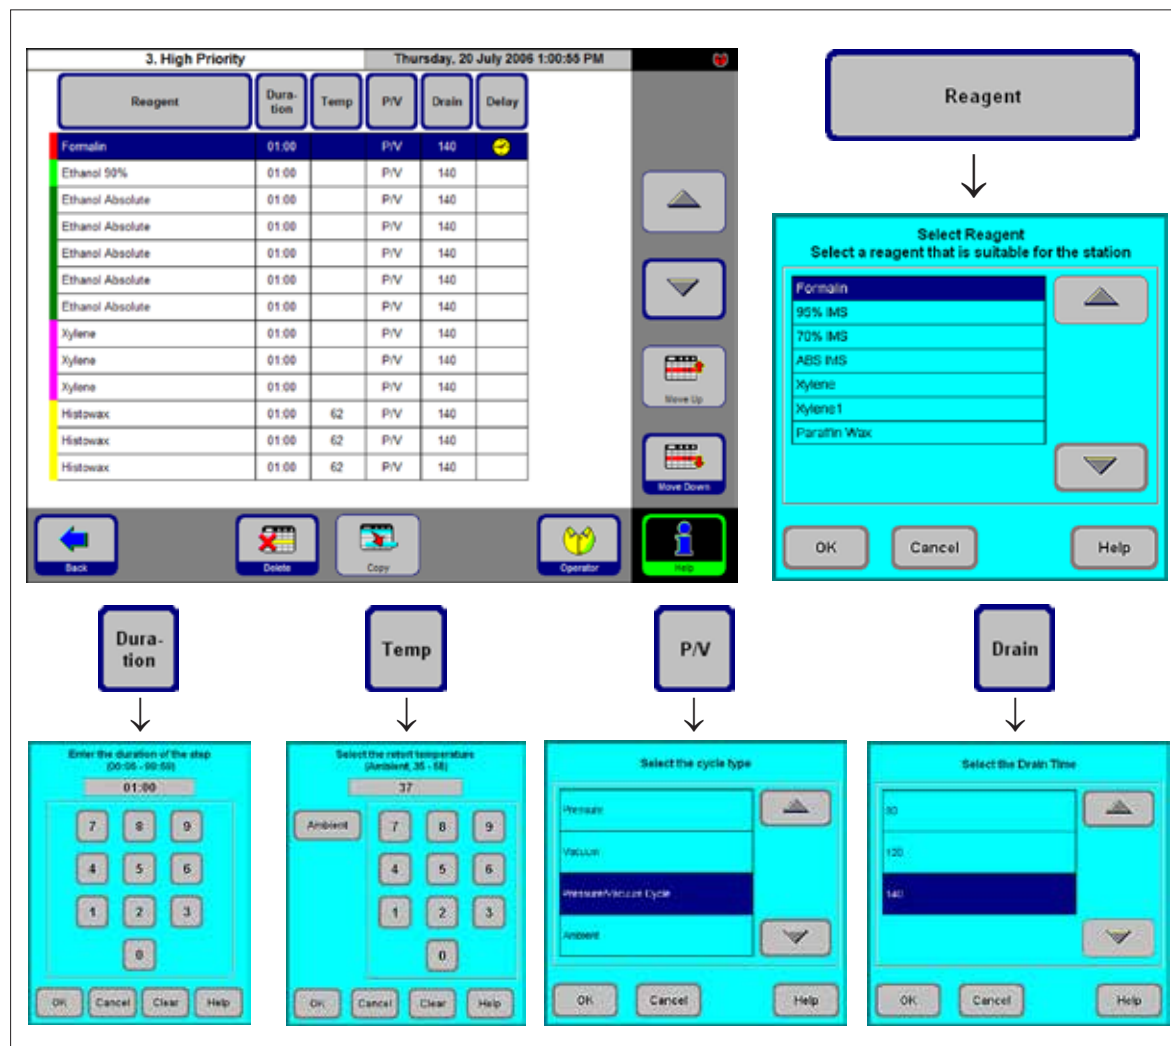 3. High Priority Thursday, 20 July 2006 1:00:55 PM
Reagent Dura- Temp P/V Drain Delay
tion
Formalin 01:00 P/V 140
Ethanol 90% 01:00 P/V 140
Ethanol Absolute 01:00 P/V 140
Ethanol Absolute 01:00 P/V 140
Ethanol Absolute 01:00 P/V 140
Ethanol Absolute 01:00 P/V 140
Ethanol Absolute 01:00 P/V 140
Xylene 01:00 P/V 140
Xylene 01:00 P/V 140
Xylene 01:00 P/V 140
Histowax 01:00 62 P/V 140
Histowax 01:00 62 P/V 140
Histowax 01:00 62 P/V 140
Move Up
Move Down
Back Delete Copy Operator Help
Reagent
Select Reagent
Select a reagent that is suitable for the station
Formalin
95% IMS
70% IMS
ABS IMS
Xylene
Xylene1
Paraffin Wax
OK Cancel Help
Dura-
tion
Enter the duration of the step
01:00
7 8 9
4 5 6
1 2 3
0
OK Cancel Clear Help
Temp
Select the retort temperature
37
Ambient 7 8 9
4 5 6
1 2 3
0
OK Cancel Clear Help
P/V
Select the cycle type
Pressure
Vacuum
Pressure/Vacuum Cycle
Ambient
OK Cancel Help
Drain
Select the Drain Time
120
140
OK Cancel Help